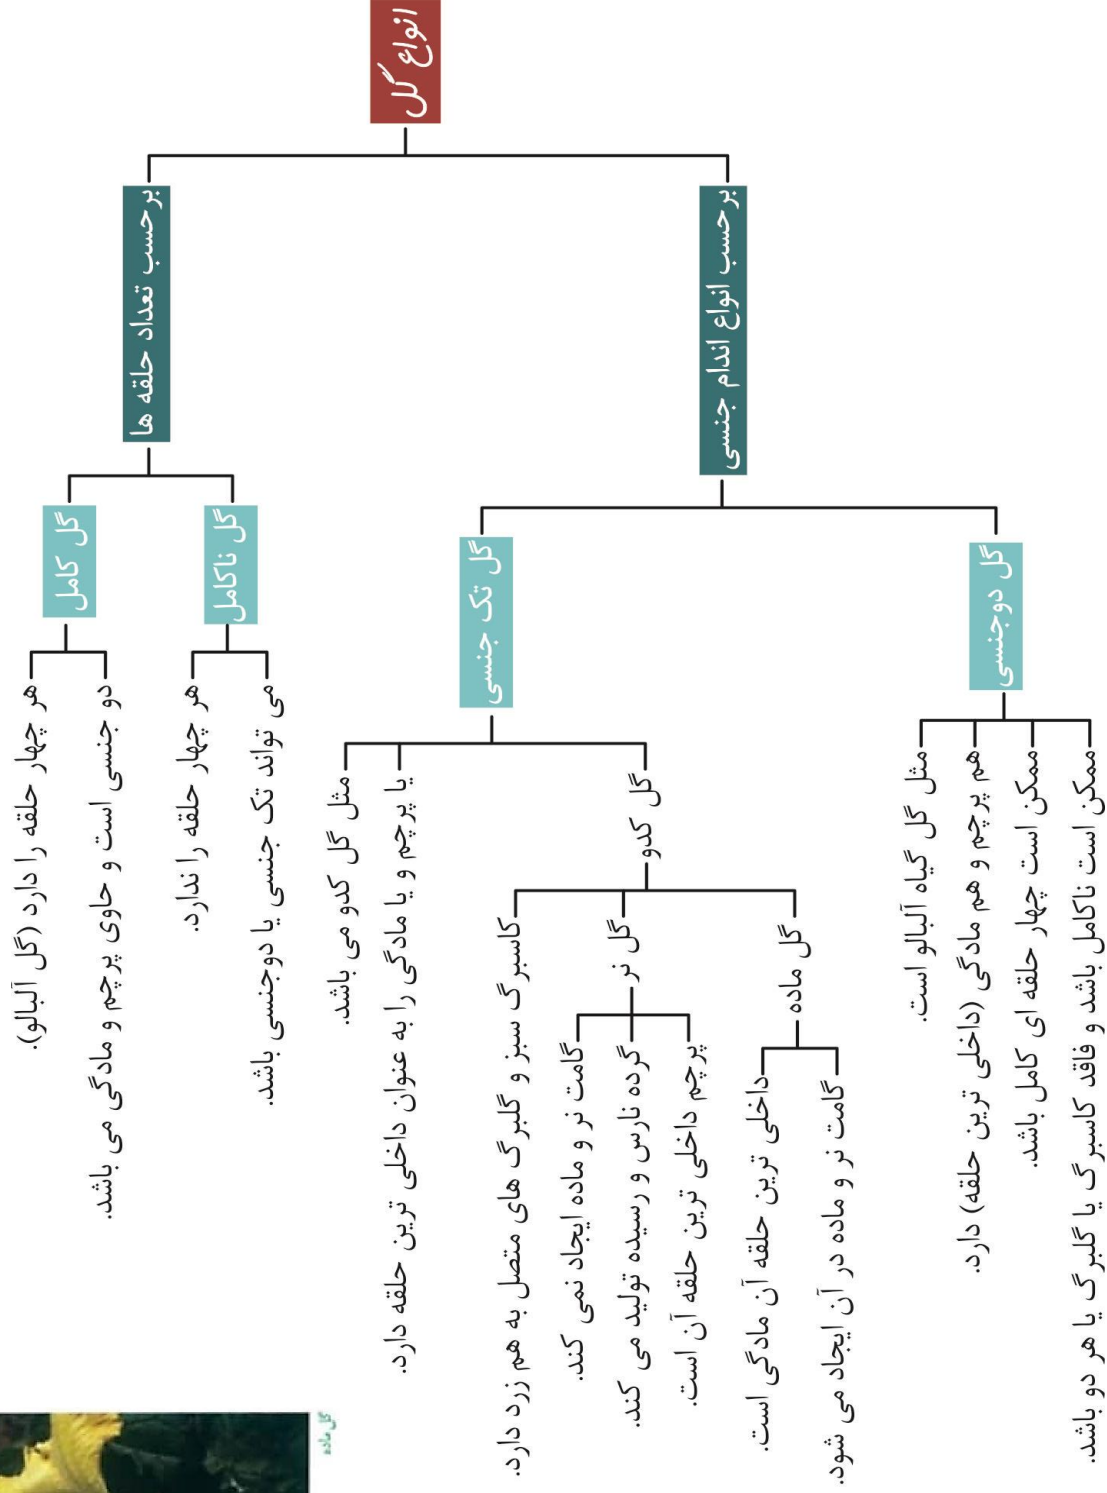 انواع گل
بر حسب انواع اندام جنسی
گل دوجنسی
ممکن است ناکامل باشد و فاقد کاسبرگ یا گلبرگ یا هر دو باشد.
ممکن است چهار حلقه ای کامل باشد.
هم پرچم و هم مادگی (داخلی ترین حلقه) دارد.
مثل گل گیاه آلبالو است.
گل تک جنسی
گل کدو
گل ماده
گامت نر و ماده در آن ایجاد می شود.
داخلی ترین حلقه آن مادگی است.
گل نر
پرچم داخلی ترین حلقه آن است.
گرده نارس و رسیده تولید می کند.
گامت نر و ماده ایجاد نمی کند.
کاسبرگ سبز و گلبرگ های متصل به هم زرد دارد.
یا پرچم و یا مادگی را به عنوان داخلی ترین حلقه دارد.
مثل گل کدو می باشد.
بر حسب تعداد حلقه ها
گل ناکامل
می تواند تک جنسی یا دوجنسی باشد.
هر چهار حلقه را ندارد.
گل کامل
دو جنسی است و حاوی پرچم و مادگی می باشد.
هر چهار حلقه را دارد (گل آلبالو).
گل ماده